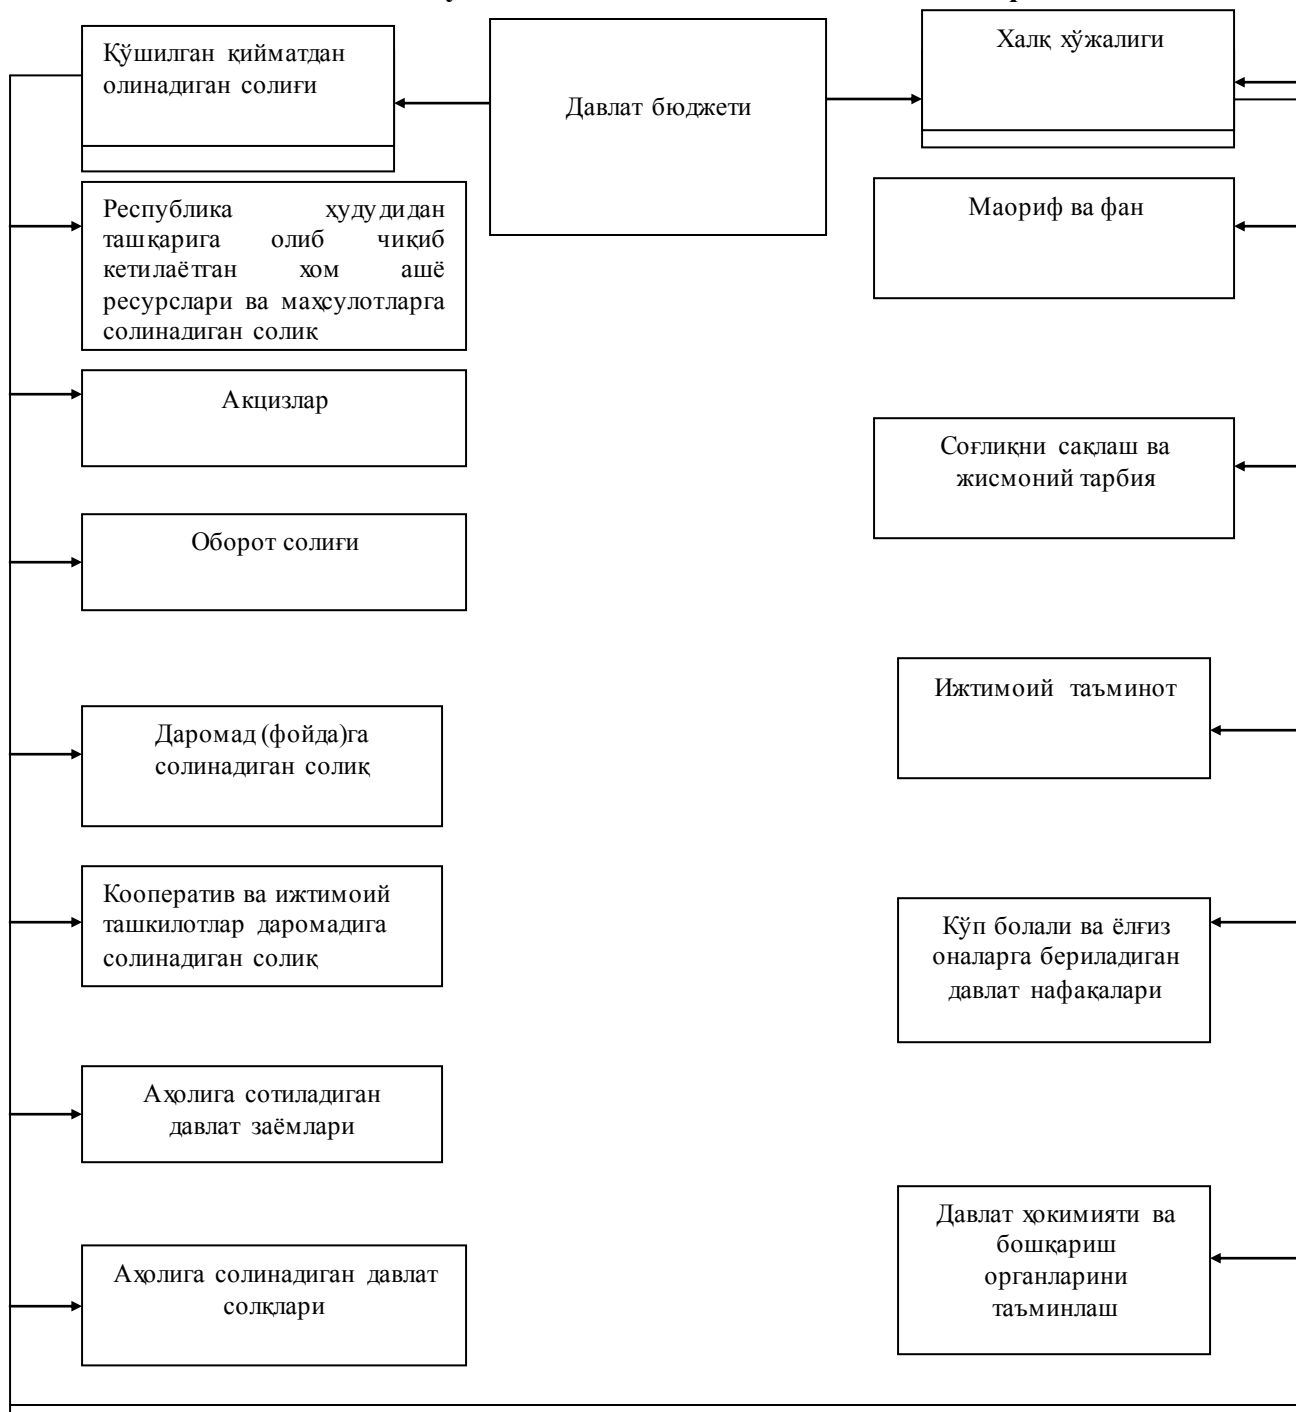 Қўшилган қийматдан
олинадиган солиғи
Давлат бюджети
Халқ хўжалиги
Республика ҳудудидан
ташқарига олиб чиқиб
кетилаётган хом ашё
ресурслари ва маҳсулотларга
солинадиган солиқ
Маориф ва фан
Акцизлар
Соғлиқни сақлаш ва
жисмоний тарбия
Оборот солиғи
Ижтимоий таъминот
Даромад (фойда)га
солинадиган солиқ
Кооператив ва ижтимоий
ташкилотлар даромадига
солинадиган солиқ
Кўп болали ва ёлғиз
оналарга бериладиган
давлат нафақалари
Аҳолига сотиладиган
давлат заёмлари
Давлат ҳокимияти ва
бошқариш
органларини
таъминлаш
Аҳолига солинадиган давлат
солқлари